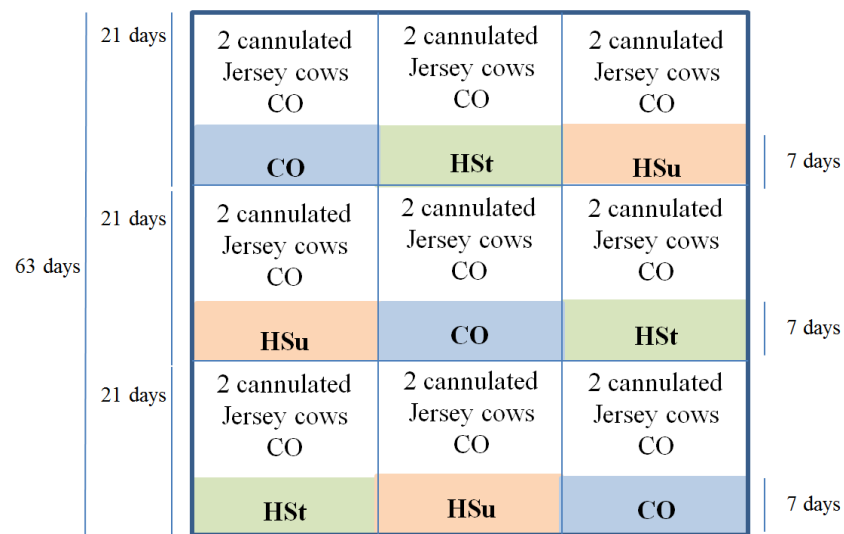 21 days
2 cannulated
Jersey cows
CO
2 cannulated
Jersey cows
CO
2 cannulated
Jersey cows
CO
CO
HSt
HSu
7 days
21 days
2 cannulated
Jersey cows
CO
2 cannulated
Jersey cows
CO
2 cannulated
Jersey cows
CO
63 days
HSu
CO
HSt
7 days
21 days
2 cannulated
Jersey cows
CO
2 cannulated
Jersey cows
CO
2 cannulated
Jersey cows
CO
HSt
HSu
CO
7 days